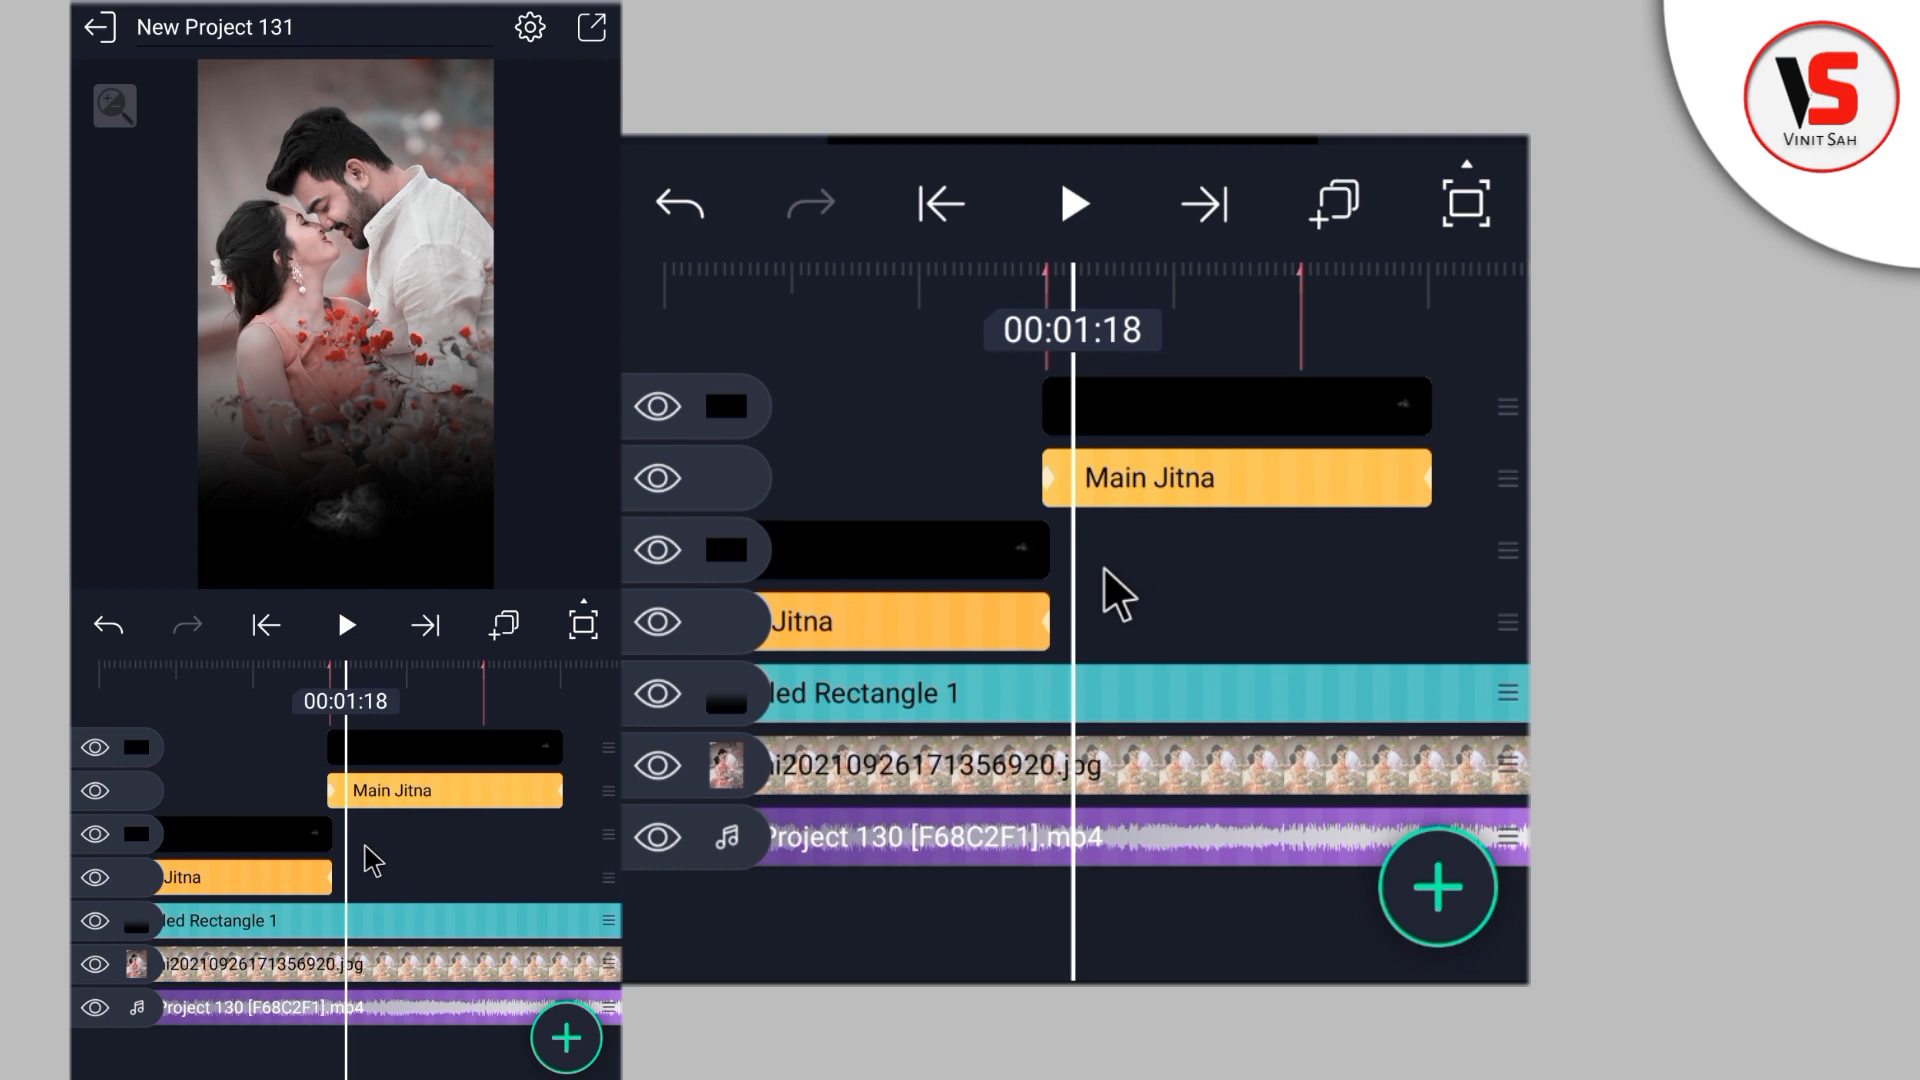 New Project 131
VS
VINIT SAH
00:01:18
Main Jitna
Jitna
led Rectangle 1
i20210926171356920.jpg
Project 130 [F68C2F1].mp4
00:01:18
Main Jitna
Jitna
led Rectangle 1
i20210926171356920.jpg
Project 130 [F68C2F1].mp4